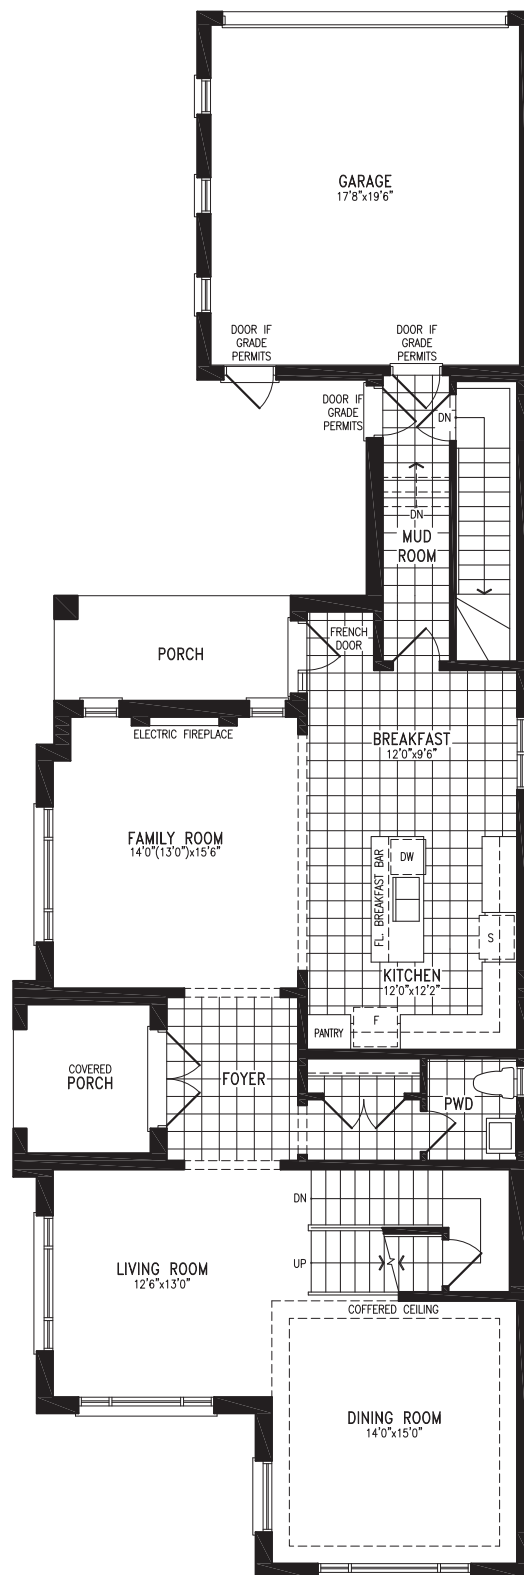 GARAGE
17'8"x19'6"
DOOR IF
GRADE
PERMITS
DOOR IF
GRADE
PERMITS
DOOR IF
GRADE
PERMITS
DN
DN
MUD
ROOM
PORCH
FRENCH
DOOR
ELECTRIC FIREPLACE
BREAKFAST
12'0"x9'6"
FAMILY ROOM
14'0"(13'0")x15'6"
FL. BREAKFAST BAR
DW
S
KITCHEN
12'0"x12'2"
F
PANTRY
COVERED
PORCH
FOYER
PWD
DN
LIVING ROOM
12'6"x13'0"
UP
COFFERED CEILING
DINING ROOM
14'0"x15'0"